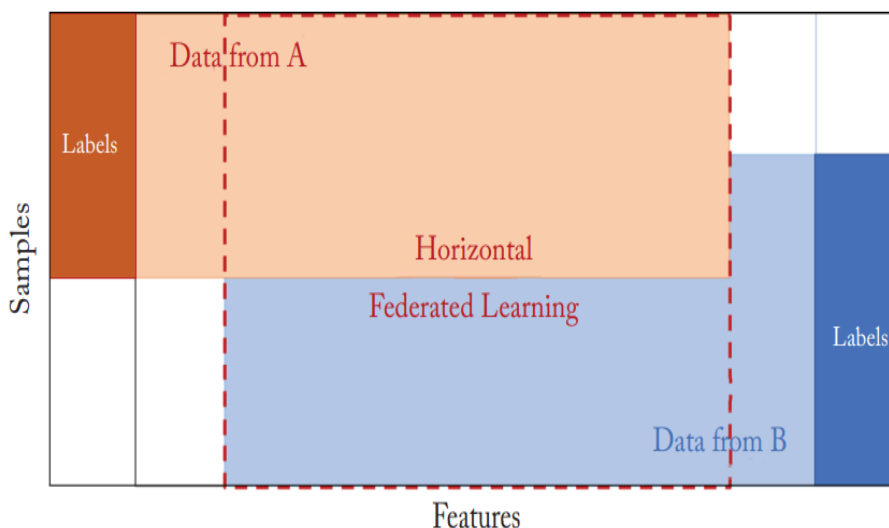 Data from A
Labels
Horizontal
Federated Learning
Samples
Labels
Data from B
Features